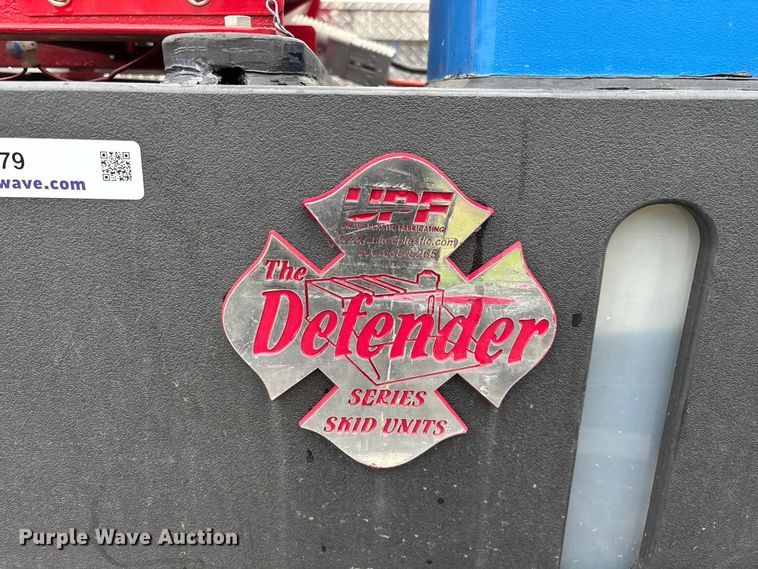 79
wave.com
UPF
The
Defender
SERIES
SKID UNITS
Purple Wave Auction